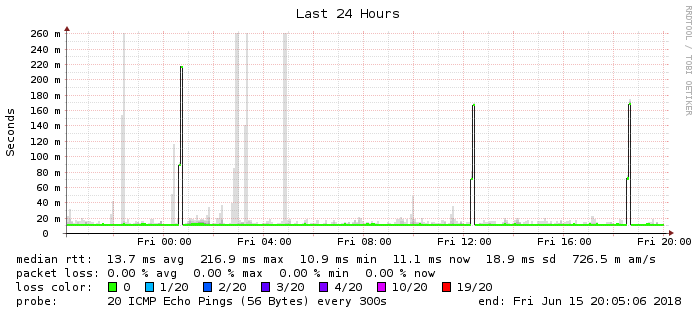 Last 24 Hours
RRDTOOL / TOBI OETIKER
Seconds
260 m
240 m
220 m
200 m
180 m
160 m
140 m
120 m
100 m
80 m
60 m
40 m
20 m
0
Fri 00:00 Fri 04:00 Fri 08:00 Fri 12:00 Fri 16:00 Fri 20:00
median rtt: 13.7 ms avg 216.9 ms max 10.9 ms min 11.1 ms now 18.9 ms sd 726.5 m am/s
packet loss: 0.00 % avg 0.00 % max 0.00 % min 0.00 % now
loss color: 0 1/20 2/20 3/20 4/20 10/20 19/20
probe: 20 ICMP Echo Pings (56 Bytes) every 300s end: Fri Jun 15 20:05:06 2018